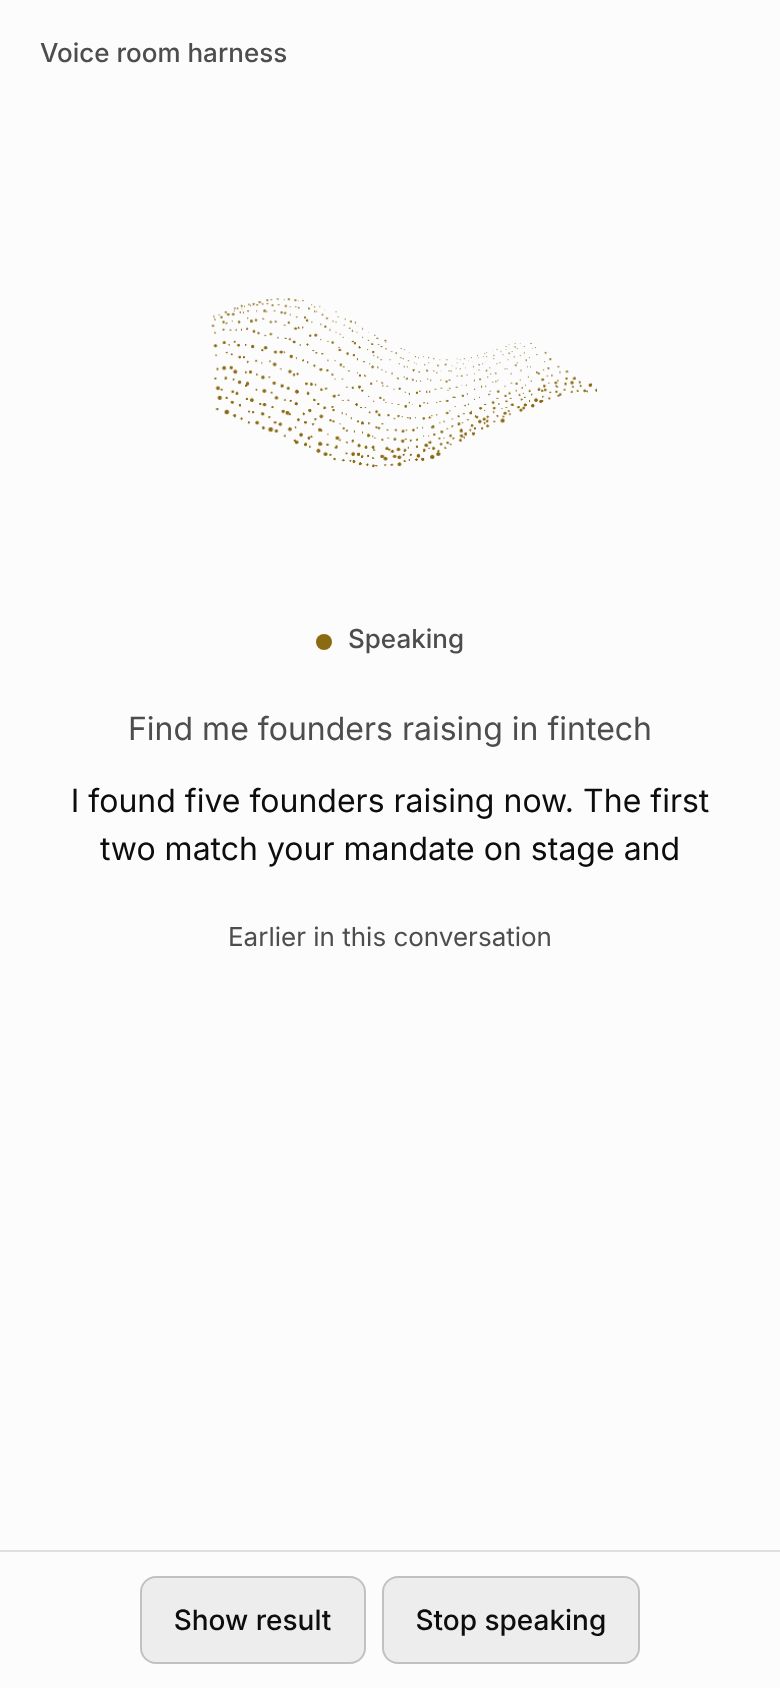 Voice room harness
Speaking
Find me founders raising in fintech
I found five founders raising now. The first
two match your mandate on stage and
Earlier in this conversation
Show result
Stop speaking